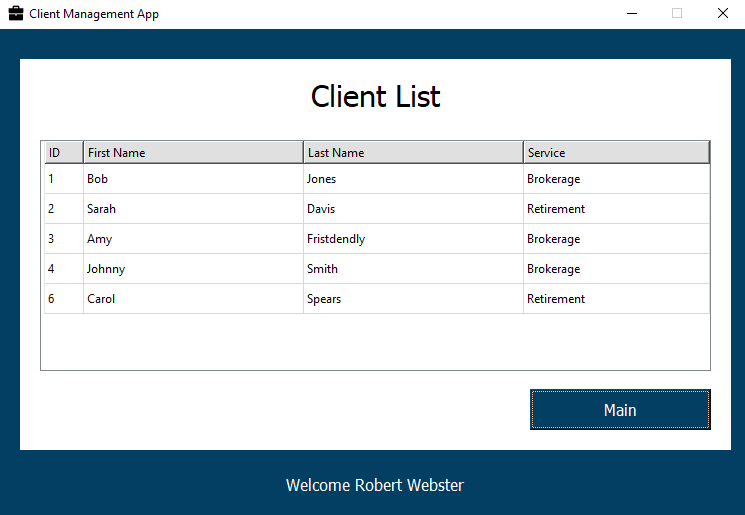 Client Management App
Client List
ID First Name Last Name Service
1 Bob Jones Brokerage
2 Sarah Davis Retirement
3 Amy Fristdendly Brokerage
4 Johnny Smith Brokerage
6 Carol Spears Retirement
Main
Welcome Robert Webster